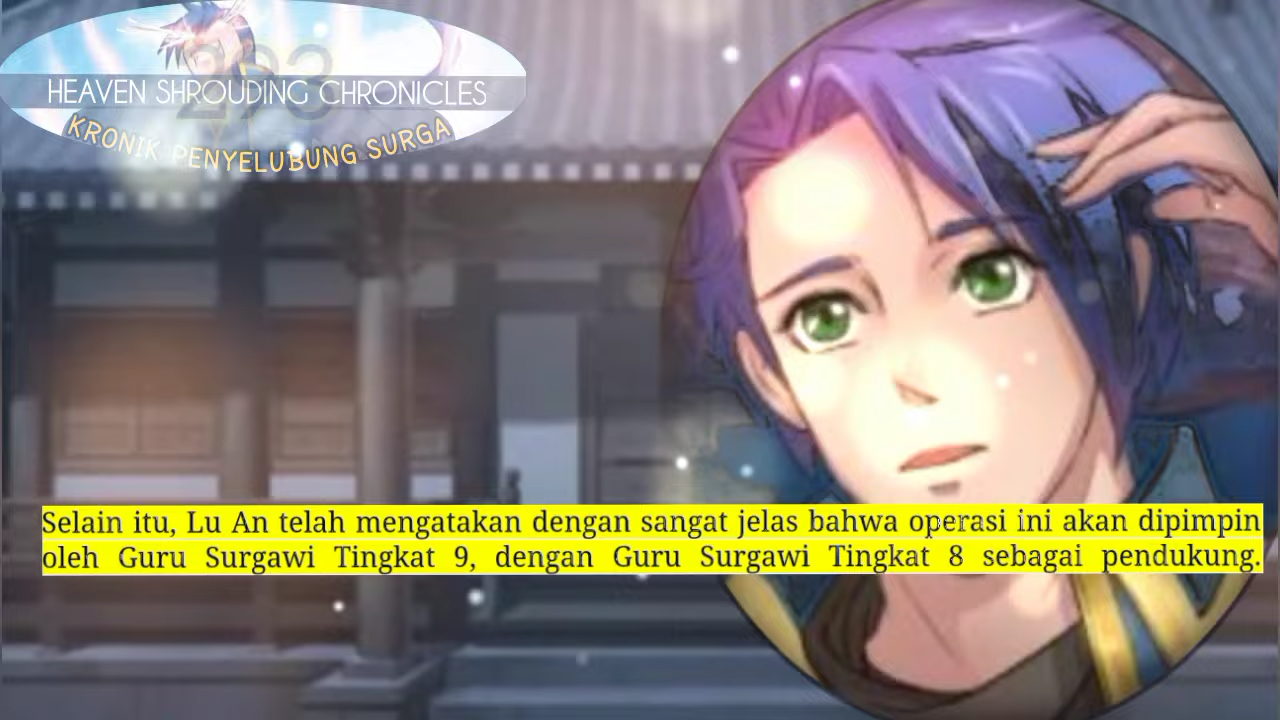 293
HEAVEN SHROUDING CHRONICLES
KRONIK PENYELUBUNG SURGA
Selain itu, Lu An telah mengatakan dengan sangat jelas bahwa operasi ini akan dipimpin
oleh Guru Surgawi Tingkat 9, dengan Guru Surgawi Tingkat 8 sebagai pendukung.